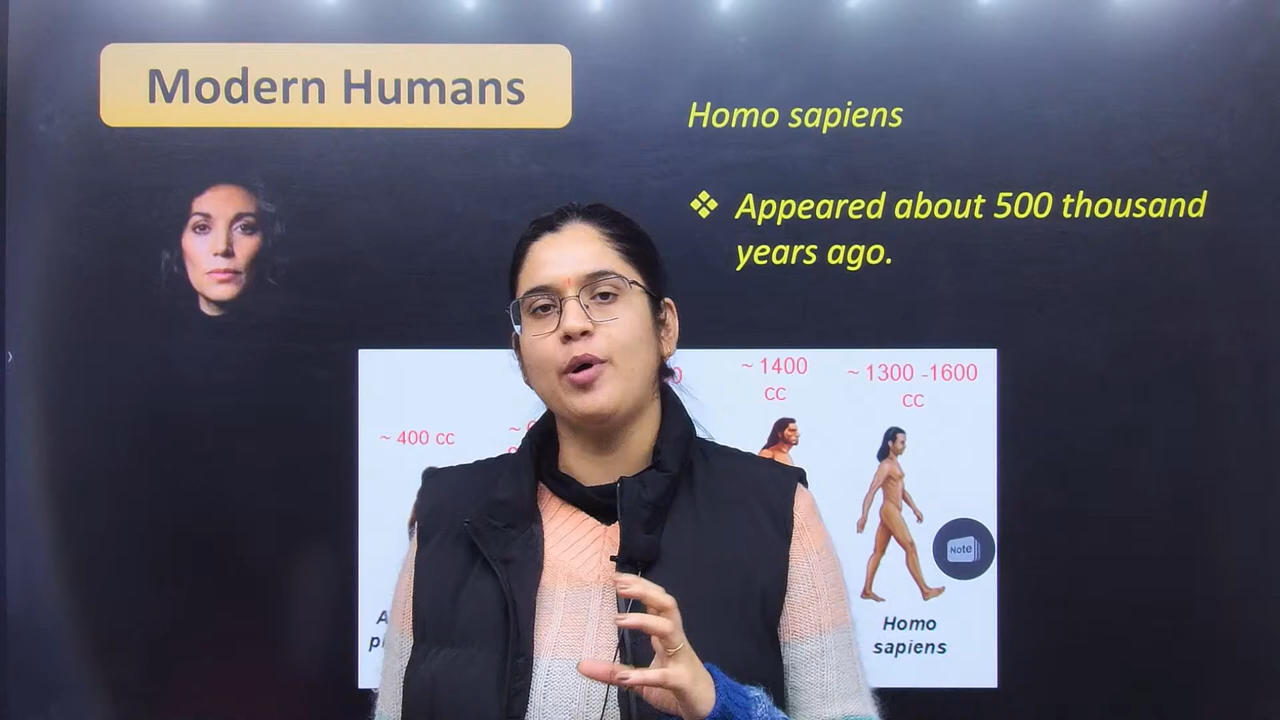 Modern Humans
Homo sapiens
❖ Appeared about 500 thousand
years ago.
~ 400 cc
~ 1400
cc
~ 1300 -1600
cc
Note
Homo
sapiens